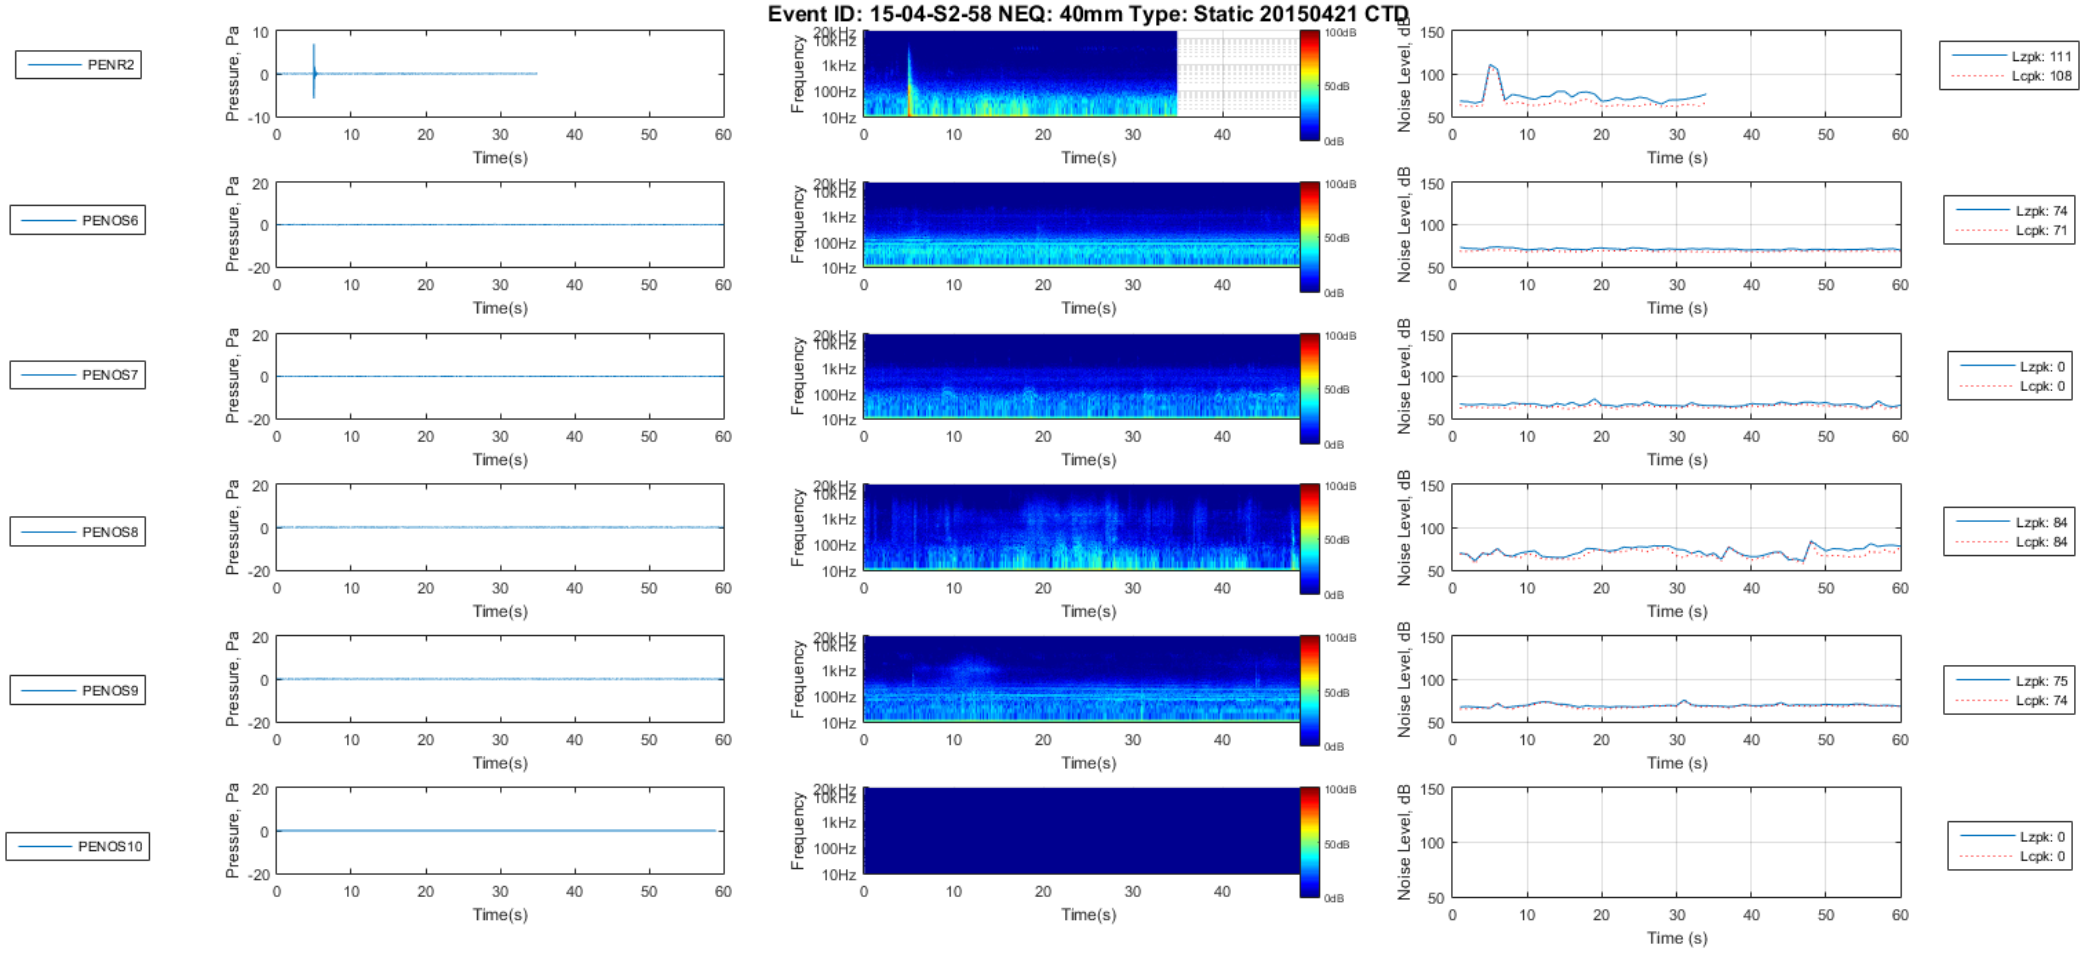 Event ID: 15-04-S2-58 NEQ: 40mm Type: Static 20150421 CTD
PENR2
Pressure, Pa
10
0
-10
0 10 20 30 40 50 60
Time(s)
Frequency
20kHz
10kHz
1kHz
100Hz
10Hz
0 10 20 30 40
Time(s)
100dB
50dB
0dB
Noise Level, dB
150
100
50
0 10 20 30 40 50 60
Time (s)
Lzpk: 111
Lcpk: 108
PENOS6
Pressure, Pa
20
0
-20
0 10 20 30 40 50 60
Time(s)
Frequency
20kHz
10kHz
1kHz
100Hz
10Hz
0 10 20 30 40
Time(s)
100dB
50dB
0dB
Noise Level, dB
150
100
50
0 10 20 30 40 50 60
Time (s)
Lzpk: 74
Lcpk: 71
PENOS7
Pressure, Pa
20
0
-20
0 10 20 30 40 50 60
Time(s)
Frequency
20kHz
10kHz
1kHz
100Hz
10Hz
0 10 20 30 40
Time(s)
100dB
50dB
0dB
Noise Level, dB
150
100
50
0 10 20 30 40 50 60
Time (s)
Lzpk: 0
Lcpk: 0
PENOS8
Pressure, Pa
20
0
-20
0 10 20 30 40 50 60
Time(s)
Frequency
20kHz
10kHz
1kHz
100Hz
10Hz
0 10 20 30 40
Time(s)
100dB
50dB
0dB
Noise Level, dB
150
100
50
0 10 20 30 40 50 60
Time (s)
Lzpk: 84
Lcpk: 84
PENOS9
Pressure, Pa
20
0
-20
0 10 20 30 40 50 60
Time(s)
Frequency
20kHz
10kHz
1kHz
100Hz
10Hz
0 10 20 30 40
Time(s)
100dB
50dB
0dB
Noise Level, dB
150
100
50
0 10 20 30 40 50 60
Time (s)
Lzpk: 75
Lcpk: 74
PENOS10
Pressure, Pa
20
0
-20
0 10 20 30 40 50 60
Time(s)
Frequency
20kHz
10kHz
1kHz
100Hz
10Hz
0 10 20 30 40
Time(s)
100dB
50dB
0dB
Noise Level, dB
150
100
50
0 10 20 30 40 50 60
Time (s)
Lzpk: 0
Lcpk: 0